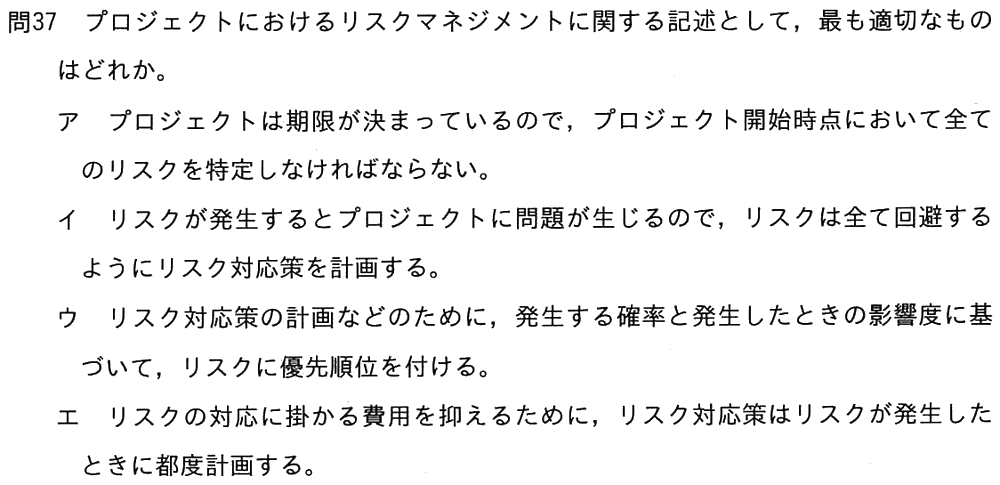 問37 プロジェクトにおけるリスクマネジメントに関する記述として，最も適切なもの
はどれか。
ア プロジェクトは期限が決まっているので，プロジェクト開始時点において全て
のリスクを特定しなければならない。
イ リスクが発生するとプロジェクトに問題が生じるので，リスクは全て回避する
ようにリスク対応策を計画する。
ウ リスク対応策の計画などのために，発生する確率と発生したときの影響度に基
づいて，リスクに優先順位を付ける。
エ リスクの対応に掛かる費用を抑えるために，リスク対応策はリスクが発生した
ときに都度計画する。